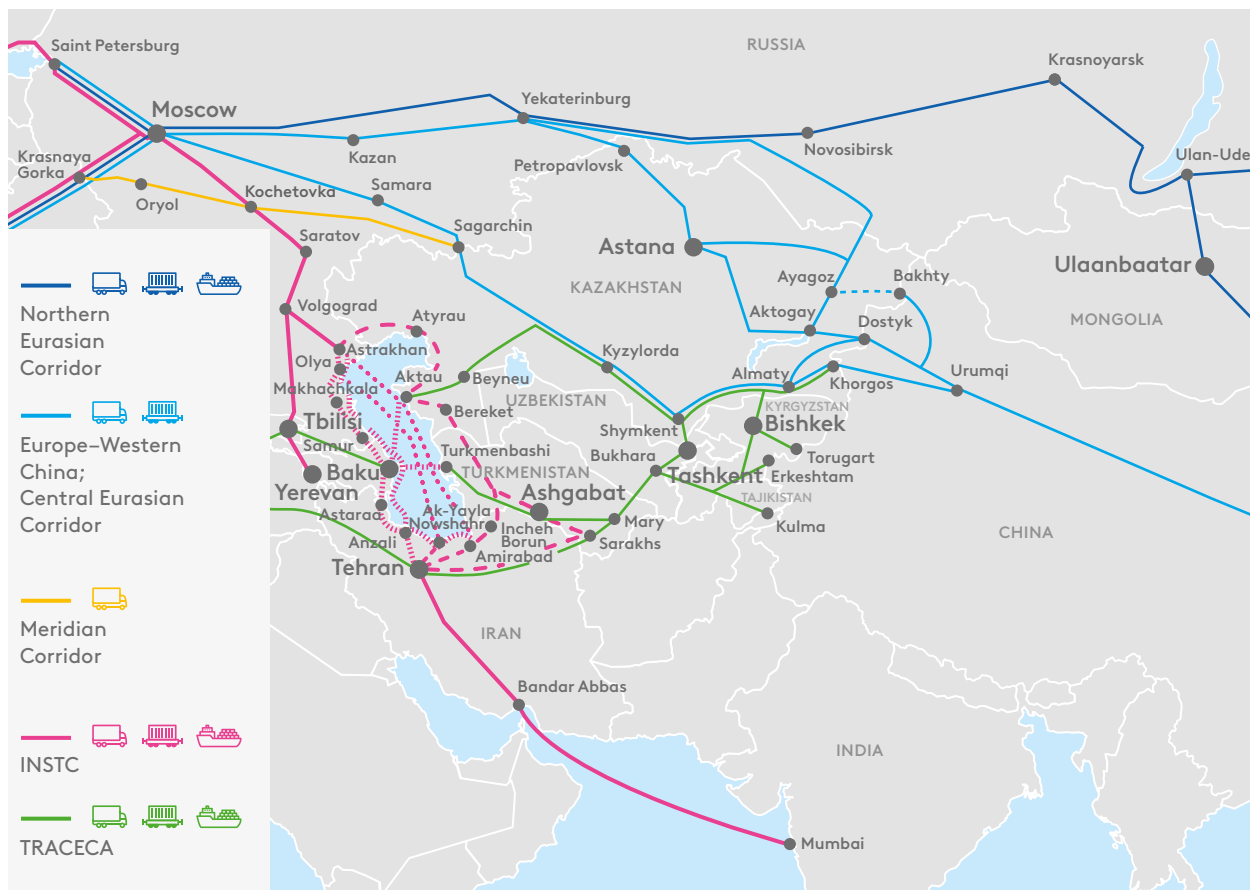 Saint Petersburg
RUSSIA
Krasnoyarsk
Moscow
Yekaterinburg
Novosibirsk
Kazan
Petropavlovsk
Ulan-Ude
Krasnaya
Gorka
Oryol
Kochetovka
Samara
Saratov
Sagarchin
Astana
Ayagoz
Bakhty
Ulaanbaatar
KAZAKHSTAN
MONGOLIA
Volgograd
Atyrau
Aktogay
Dostyk
Astrakhan
Olya
Kyzylorda
Almaty
Khorgos
Urumqi
Makhachkala
Aktau
Beyneu
UZBEKISTAN
KYRGYZSTAN
Bereket
Tbilisi
Samur
Shymkent
Bishkek
Turkmenbashi
Bukhara
Torugart
Baku
TURKMENISTAN
Tashkent
Erkeshtam
Yerevan
Ashgabat
TAJIKISTAN
Astaraa
Ak-Yayla
Nowshahr
Incheh
Borun
Mary
Kulma
Anzali
Amirabad
Sarakhs
CHINA
Tehran
IRAN
Bandar Abbas
INDIA
Mumbai
Northern
Eurasian
Corridor
Europe–Western
China;
Central Eurasian
Corridor
Meridian
Corridor
INSTC
TRACECA